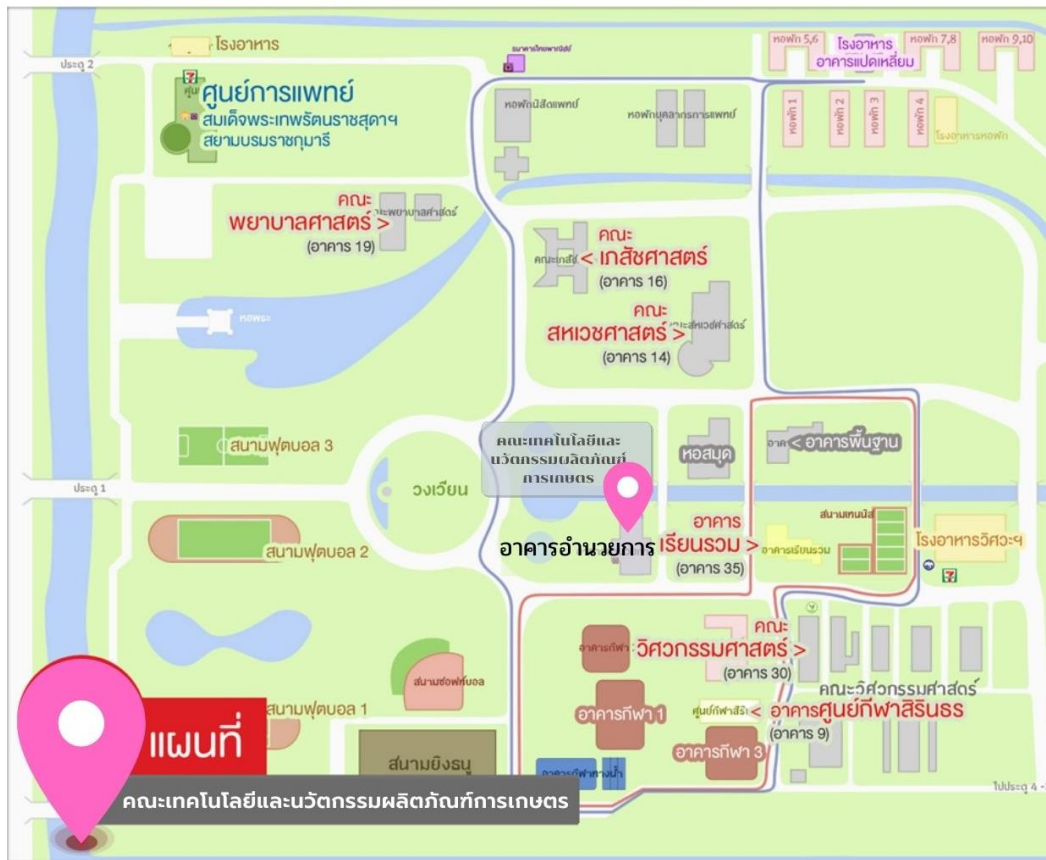 โรงอาหาร
ประตู 2
ธนาคารไทยพาณิชย์
หอพัก 5,6
โรงอาหาร
อาคารแปดเหลี่ยม
หอพัก 7,8
หอพัก 9,10
ศูนย์การแพทย์
สมเด็จพระเทพรัตนราชสุดาฯ
สยามบรมราชกุมารี
หอพักนิสิตแพทย์
หอพักบุคลากรการแพทย์
หอพัก 1
หอพัก 2
หอพัก 3
หอพัก 4
โรงอาหารหอพัก
คณะ
พยาบาลศาสตร์ >
(อาคาร 19)
คณะ
< เภสัชศาสตร์
(อาคาร 16)
คณะ
สหเวชศาสตร์ >
(อาคาร 14)
หอพระ
สนามฟุตบอล 3
วงเวียน
คณะเทคโนโลยีและ
นวัตกรรมผลิตภัณฑ์
การเกษตร
หอสมุด
< อาคารพื้นฐาน
ประตู 1
สนามฟุตบอล 2
อาคารอำนวยการ
อาคาร
เรียนรวม >
(อาคาร 35)
อาคารเรียนรวม
สนามเทนนิส
โรงอาหารวิศวะฯ
สนามซอฟท์บอล
อาคารกีฬา
คณะ
วิศวกรรมศาสตร์ >
(อาคาร 30)
คณะวิศวกรรมศาสตร์
สนามฟุตบอล 1
อาคารกีฬา 1
< อาคารศูนย์กีฬาสิรินธร
(อาคาร 9)
อาคารกีฬา 3
แผนที่
สนามยิงธนู
อาคารกีฬาทางน้ำ
ไปประตู 4 -
คณะเทคโนโลยีและนวัตกรรมผลิตภัณฑ์การเกษตร